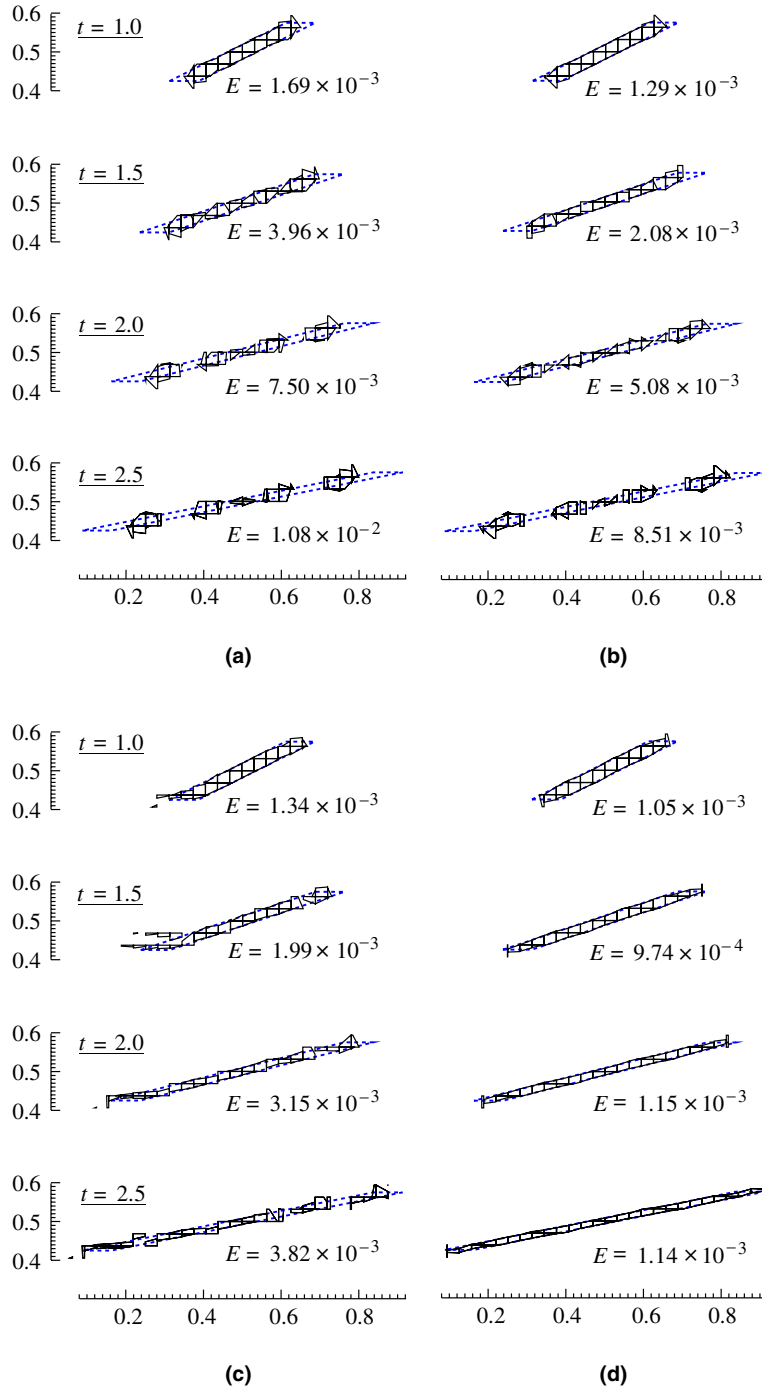 0.6
0.5
0.4
t = 1.0
E = 1.69 × 10⁻³
E = 1.29 × 10⁻³
0.6
0.4
t = 1.5
E = 3.96 × 10⁻³
E = 2.08 × 10⁻³
0.6
0.5
0.4
t = 2.0
E = 7.50 × 10⁻³
E = 5.08 × 10⁻³
0.6
0.5
0.4
t = 2.5
E = 1.08 × 10⁻²
E = 8.51 × 10⁻³
0.2 0.4 0.6 0.8
0.2 0.4 0.6 0.8
(a)
(b)
0.6
0.5
0.4
t = 1.0
E = 1.34 × 10⁻³
E = 1.05 × 10⁻³
0.6
0.5
0.4
t = 1.5
E = 1.99 × 10⁻³
E = 9.74 × 10⁻⁴
0.6
0.5
0.4
t = 2.0
E = 3.15 × 10⁻³
E = 1.15 × 10⁻³
0.6
0.5
0.4
t = 2.5
E = 3.82 × 10⁻³
E = 1.14 × 10⁻³
0.2 0.4 0.6 0.8
0.2 0.4 0.6 0.8
(c)
(d)